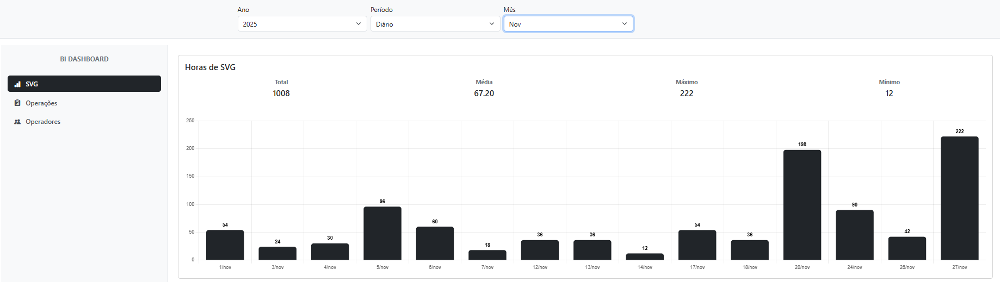 Ano Período Mês
2025 Diário Nov
BI DASHBOARD
SVG
Operações
Operadores
Horas de SVG
Total Média Máximo Mínimo
1008 67.20 222 12
250
200
150
100
50
0
54 24 30 96 60 18 36 36 12 54 36 198 90 42 222
1/nov 3/nov 4/nov 5/nov 6/nov 7/nov 12/nov 13/nov 14/nov 17/nov 18/nov 20/nov 24/nov 26/nov 27/nov